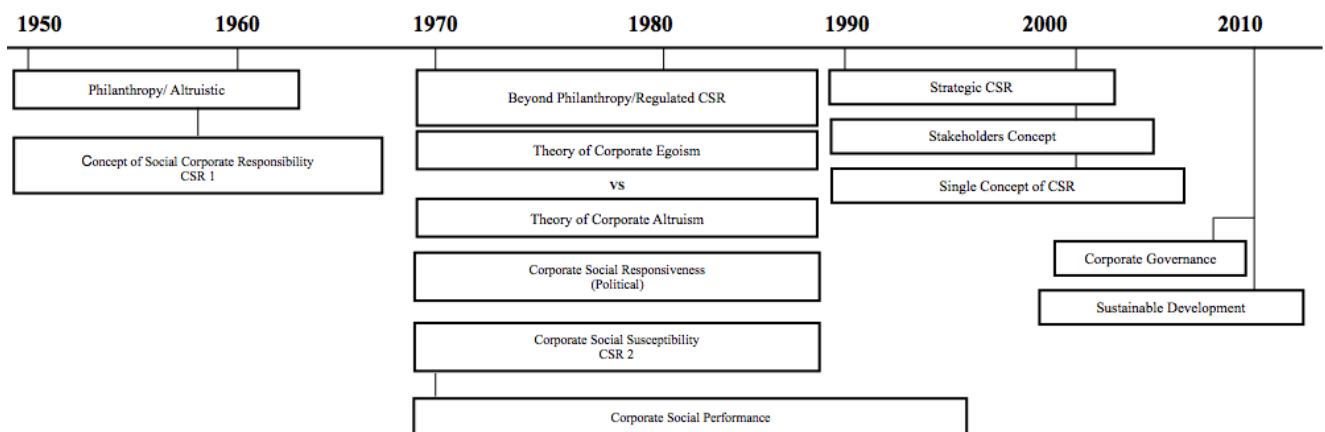 1950 1960 1970 1980 1990 2000 2010
Philanthropy/ Altruistic
Concept of Social Corporate Responsibility
CSR 1
Beyond Philanthropy/Regulated CSR
Theory of Corporate Egoism
vs
Theory of Corporate Altruism
Corporate Social Responsiveness
(Political)
Corporate Social Susceptibility
CSR 2
Corporate Social Performance
Strategic CSR
Stakeholders Concept
Single Concept of CSR
Corporate Governance
Sustainable Development